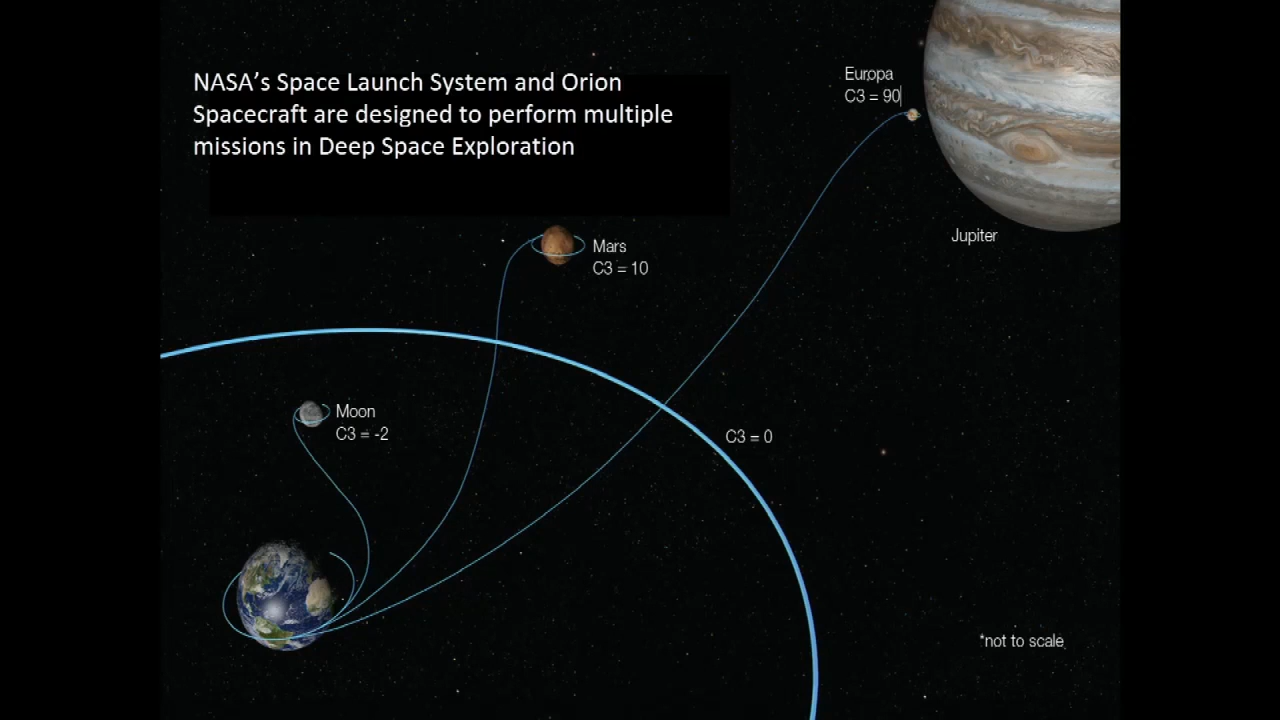 NASA's Space Launch System and Orion
Spacecraft are designed to perform multiple
missions in Deep Space Exploration
Europa
C3 = 90
Jupiter
Mars
C3 = 10
Moon
C3 = -2
C3 = 0
*not to scale